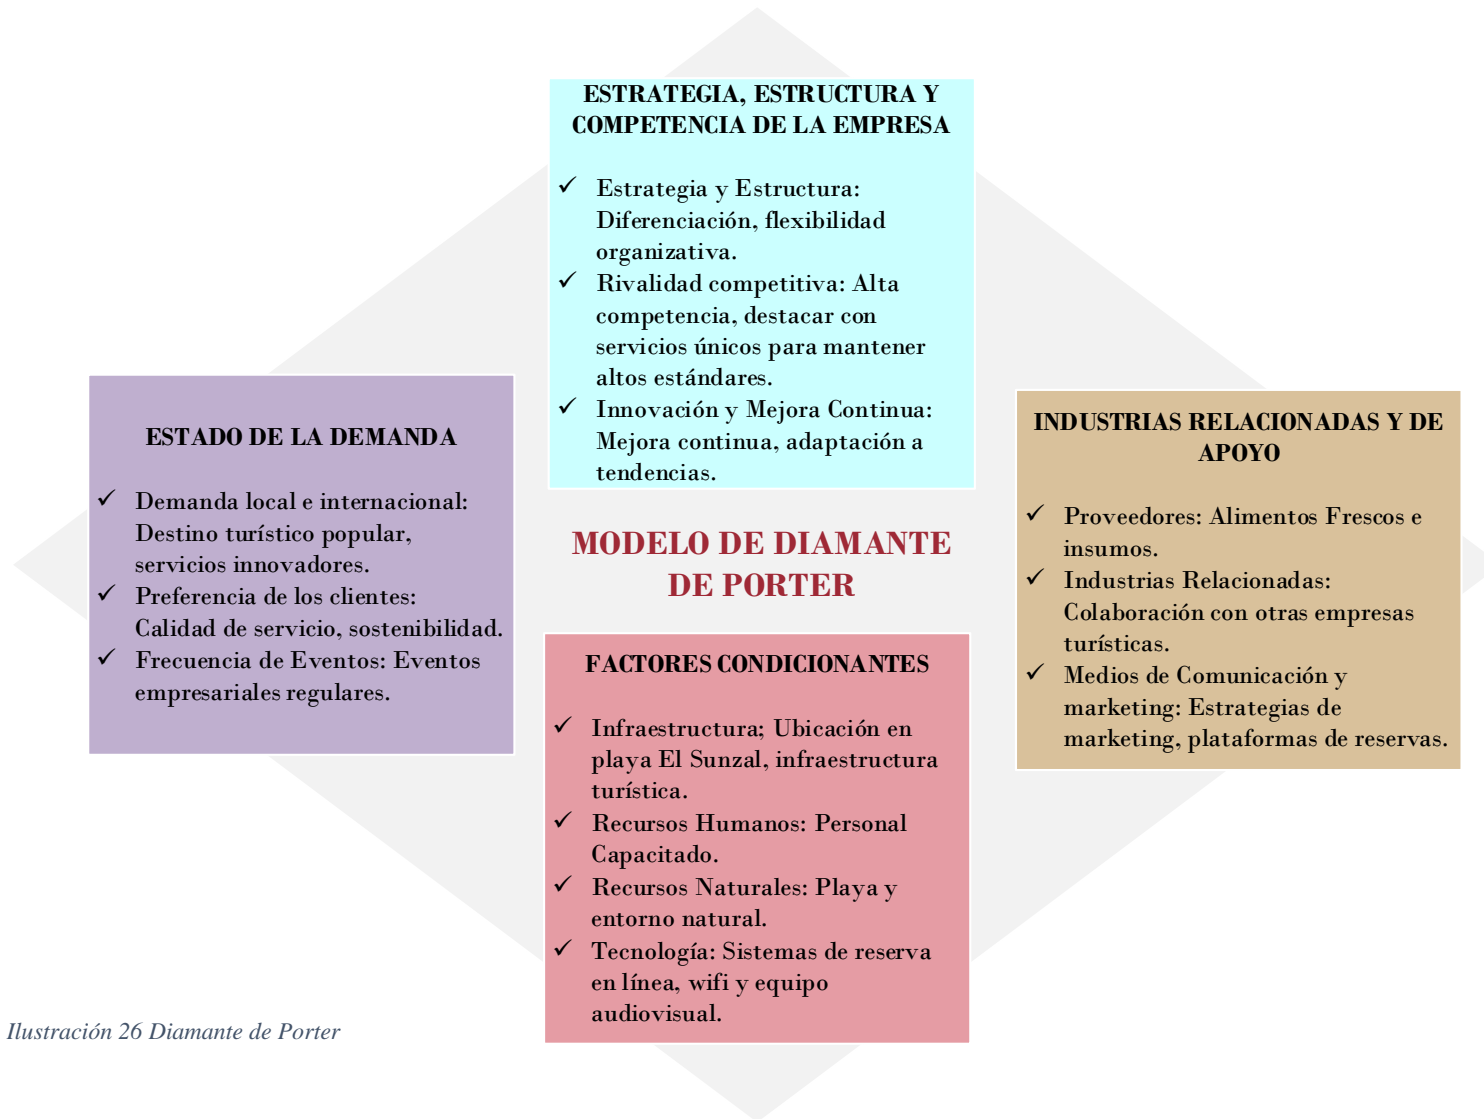 ESTRATEGIA, ESTRUCTURA Y
COMPETENCIA DE LA EMPRESA
✓ Estrategia y Estructura:
Diferenciación, flexibilidad
organizativa.
✓ Rivalidad competitiva: Alta
competencia, destacar con
servicios únicos para mantener
altos estándares.
✓ Innovación y Mejora Continua:
Mejora continua, adaptación a
tendencias.
ESTADO DE LA DEMANDA
✓ Demanda local e internacional:
Destino turístico popular,
servicios innovadores.
✓ Preferencia de los clientes:
Calidad de servicio, sostenibilidad.
✓ Frecuencia de Eventos: Eventos
empresariales regulares.
MODELO DE DIAMANTE
DE PORTER
INDUSTRIAS RELACIONADAS Y DE
APOYO
✓ Proveedores: Alimentos Frescos e
insumos.
✓ Industrias Relacionadas:
Colaboración con otras empresas
turísticas.
✓ Medios de Comunicación y
marketing: Estrategias de
marketing, plataformas de reservas.
FACTORES CONDICIONANTES
✓ Infraestructura; Ubicación en
playa El Sunzal, infraestructura
turística.
✓ Recursos Humanos: Personal
Capacitado.
✓ Recursos Naturales: Playa y
entorno natural.
✓ Tecnología: Sistemas de reserva
en línea, wifi y equipo
audiovisual.
Ilustración 26 Diamante de Porter